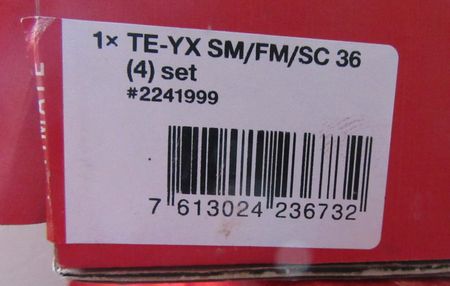 1× TE-YX SM/FM/SC 36
(4) set
#2241999
7 613024 236732